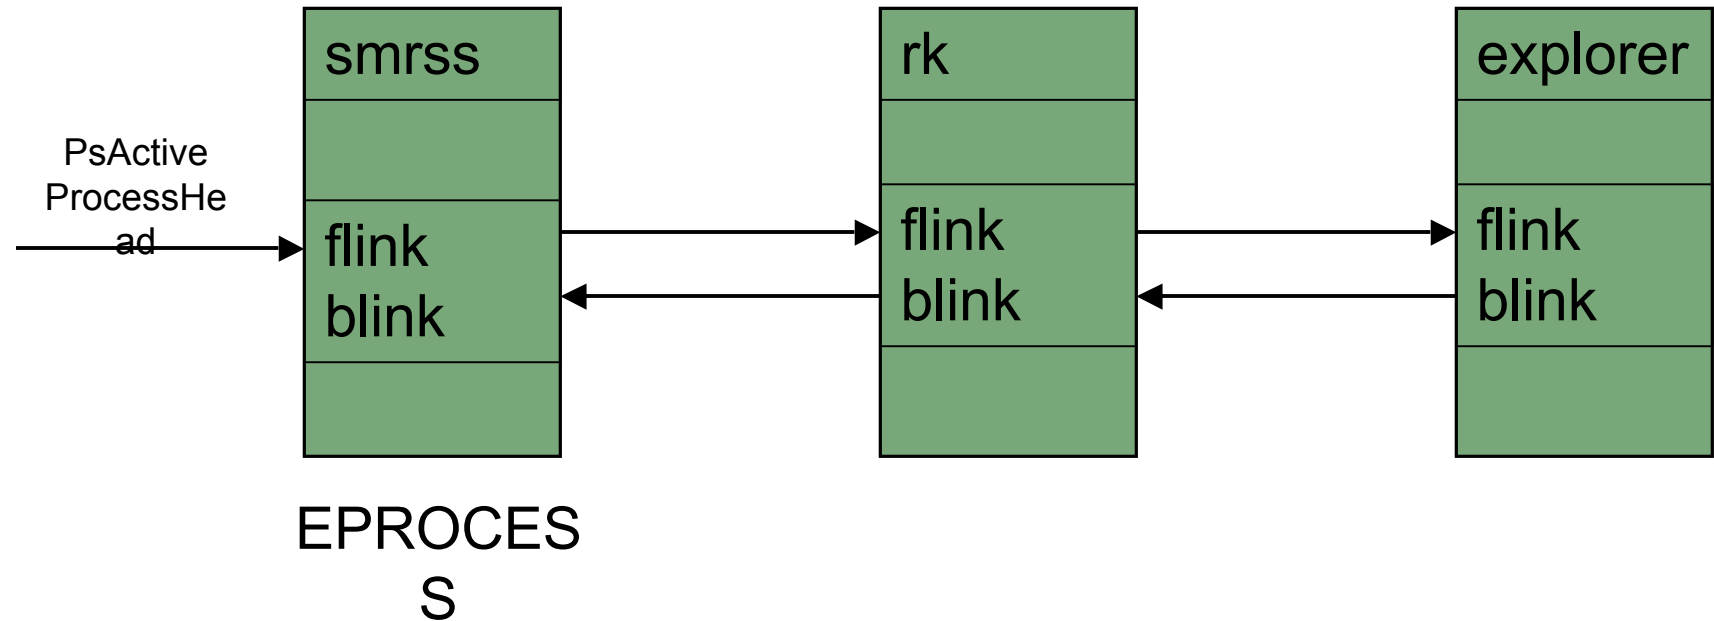 PsActive
ProcessHe
ad
smrss
flink
blink
EPROCES
S
rk
flink
blink
explorer
flink
blink